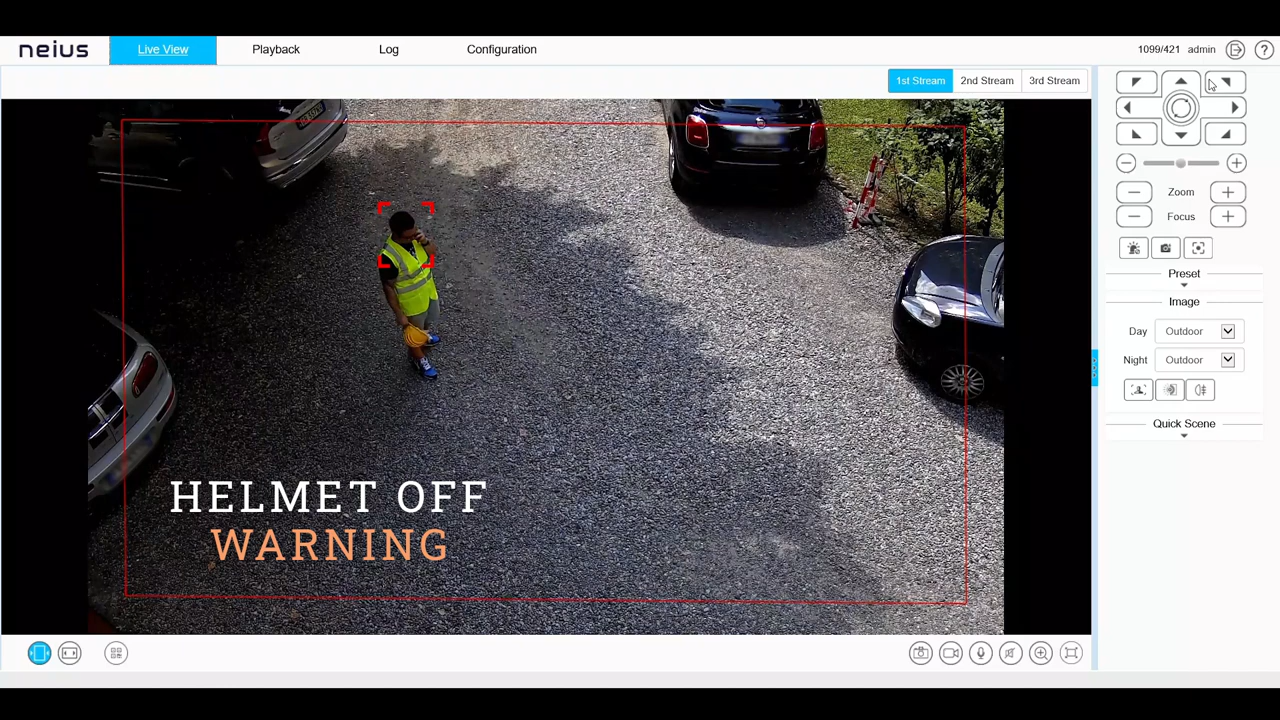 neius
Live View
Playback
Log
Configuration
1099/421
admin
1st Stream
2nd Stream
3rd Stream
Zoom
Focus
Preset
Image
Day
Outdoor
Night
Outdoor
Quick Scene
HELMET OFF
WARNING